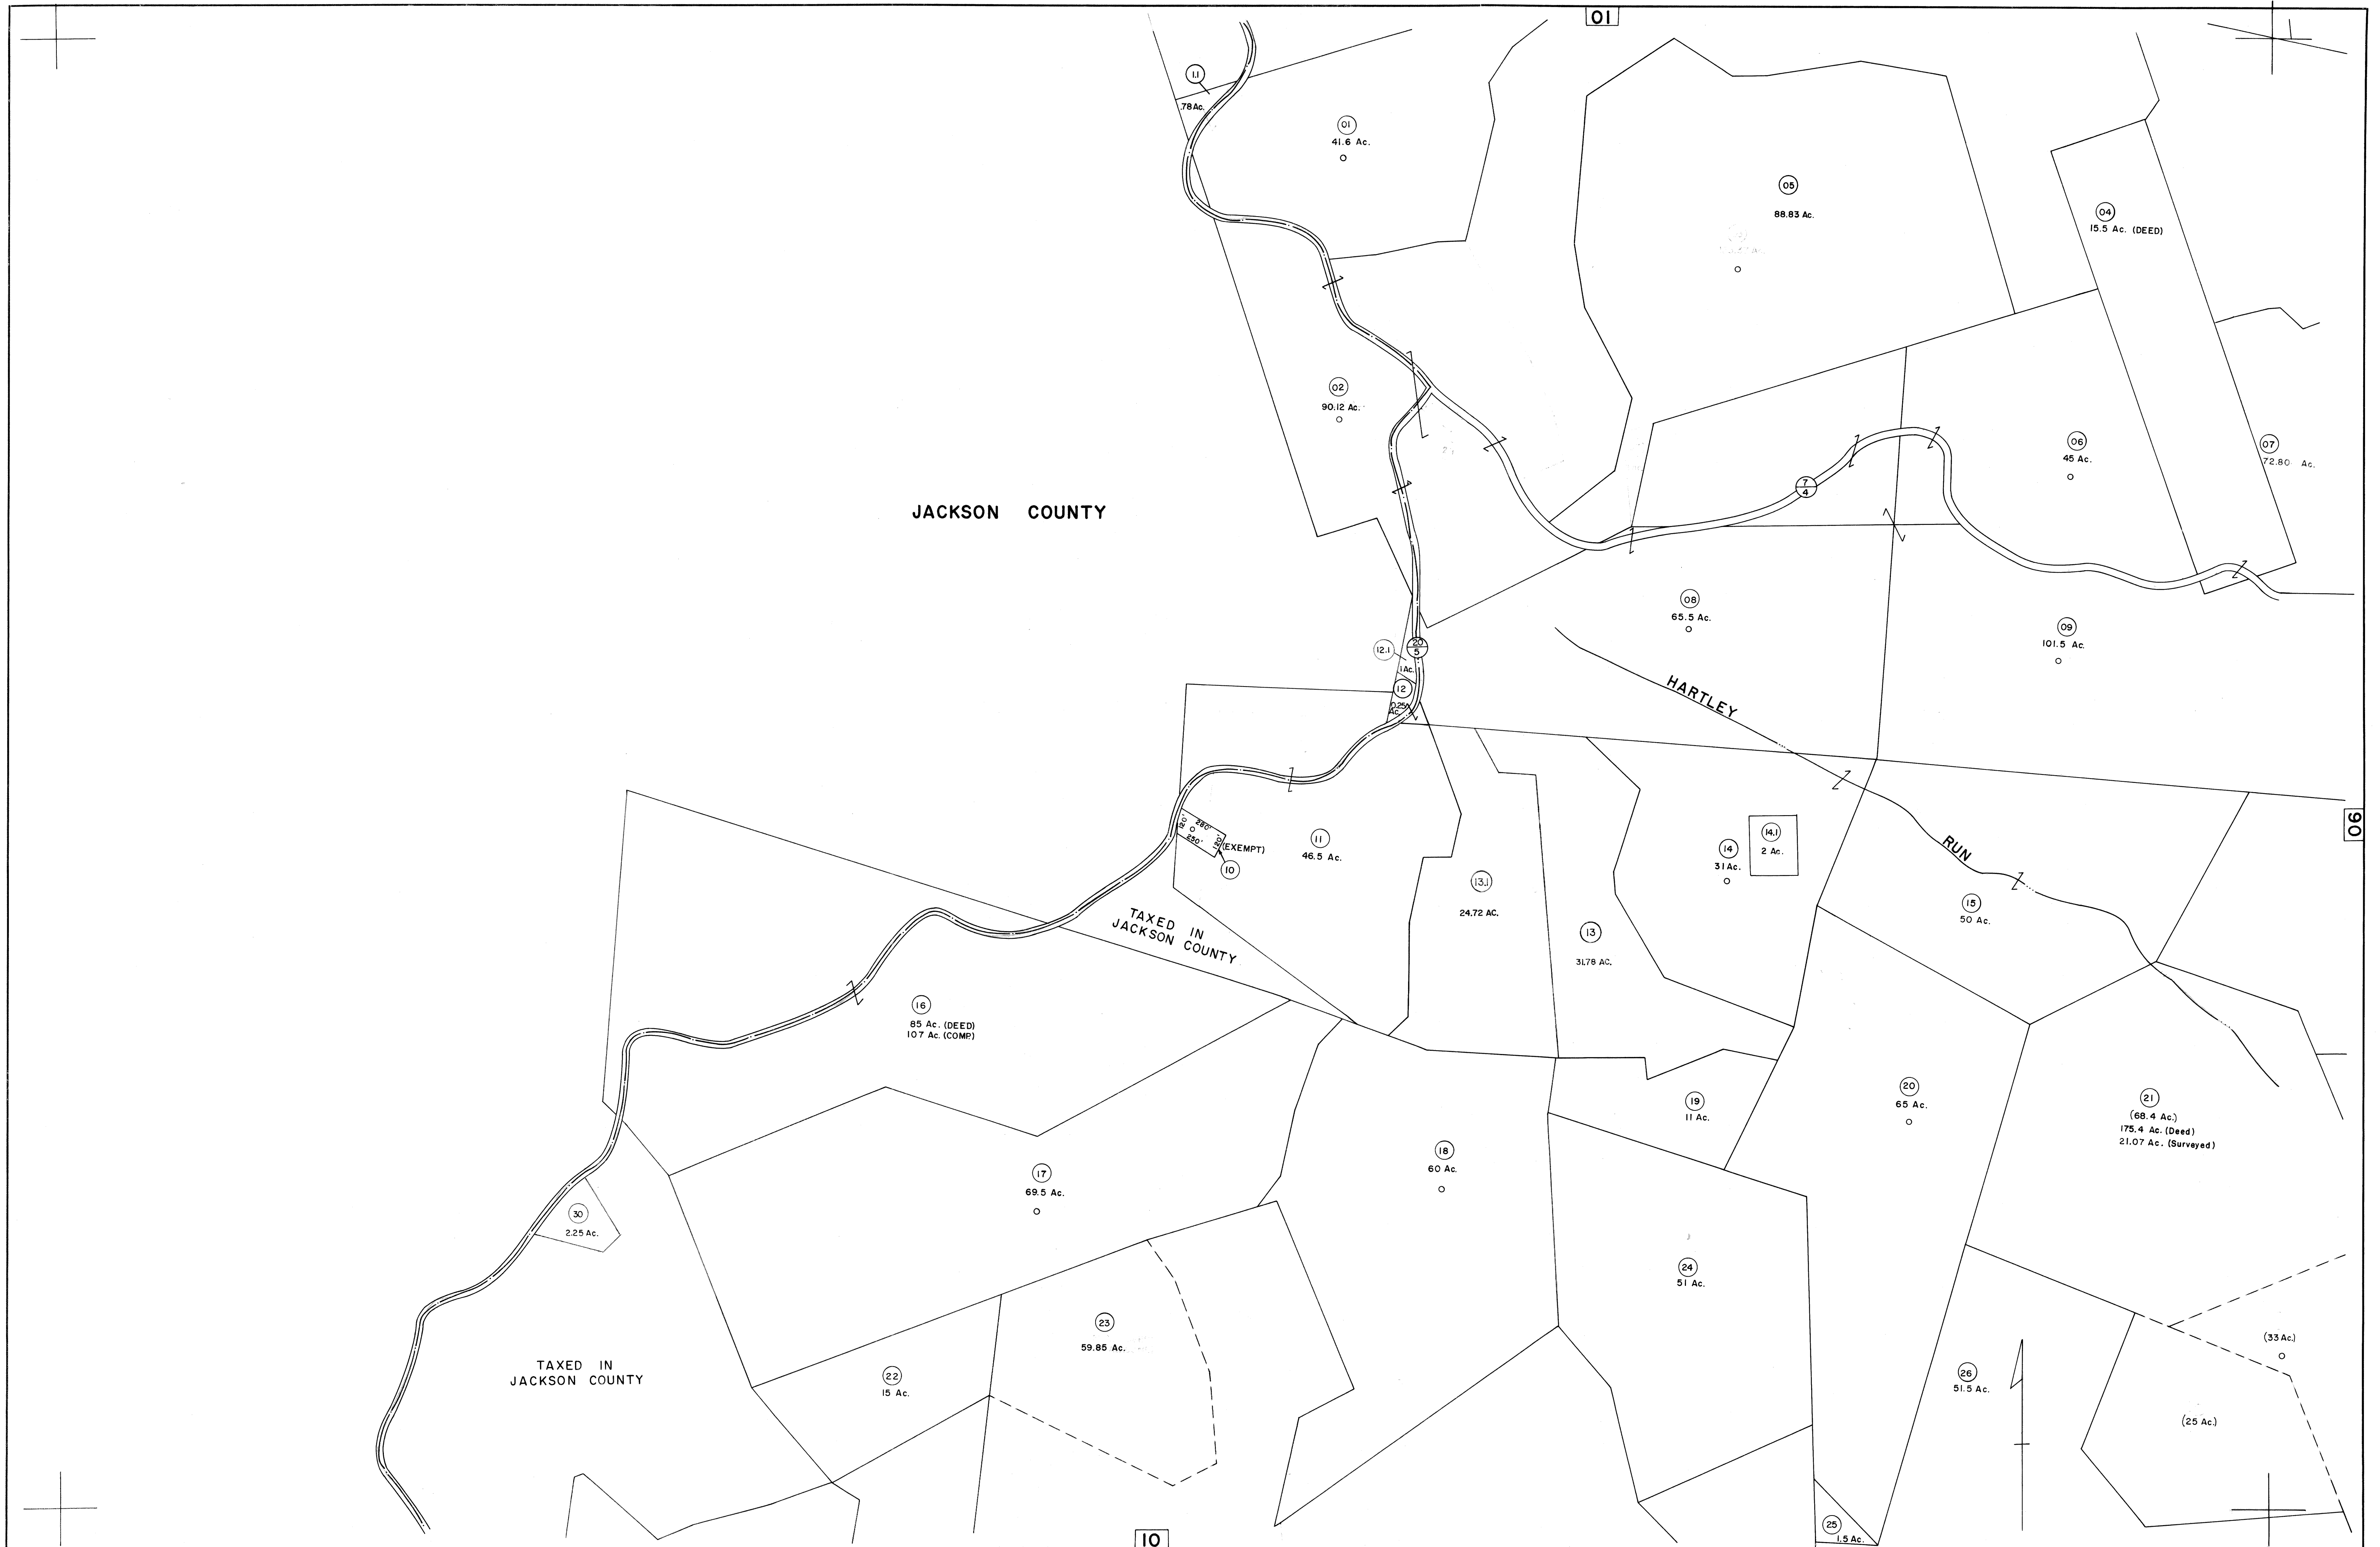 01
1.1
.78 Ac.
01
41.6 Ac.
05
88.83 Ac.
04
15.5 Ac. (DEED)
02
90.12 Ac.
06
45 Ac.
07
72.80 Ac.
7
4
JACKSON COUNTY
08
65.5 Ac.
09
101.5 Ac.
20
5
12.1
1 Ac.
12
0.25
Ac.
HARTLEY
RUN
06
120'
280'
250'
120'
(EXEMPT)
10
11
46.5 Ac.
14
31 Ac.
14.1
2 Ac.
13.1
24.72 AC.
13
31.78 AC.
15
50 Ac.
TAXED IN
JACKSON COUNTY
16
85 Ac. (DEED)
107 Ac. (COMP.)
19
11 Ac.
20
65 Ac.
21
(68.4 Ac.)
175.4 Ac. (Deed)
21.07 Ac. (Surveyed)
18
60 Ac.
17
69.5 Ac.
30
2.25 Ac.
24
51 Ac.
23
59.85 Ac.
22
15 Ac.
TAXED IN
JACKSON COUNTY
26
51.5 Ac.
(33 Ac.)
(25 Ac.)
25
1.5 Ac.
10